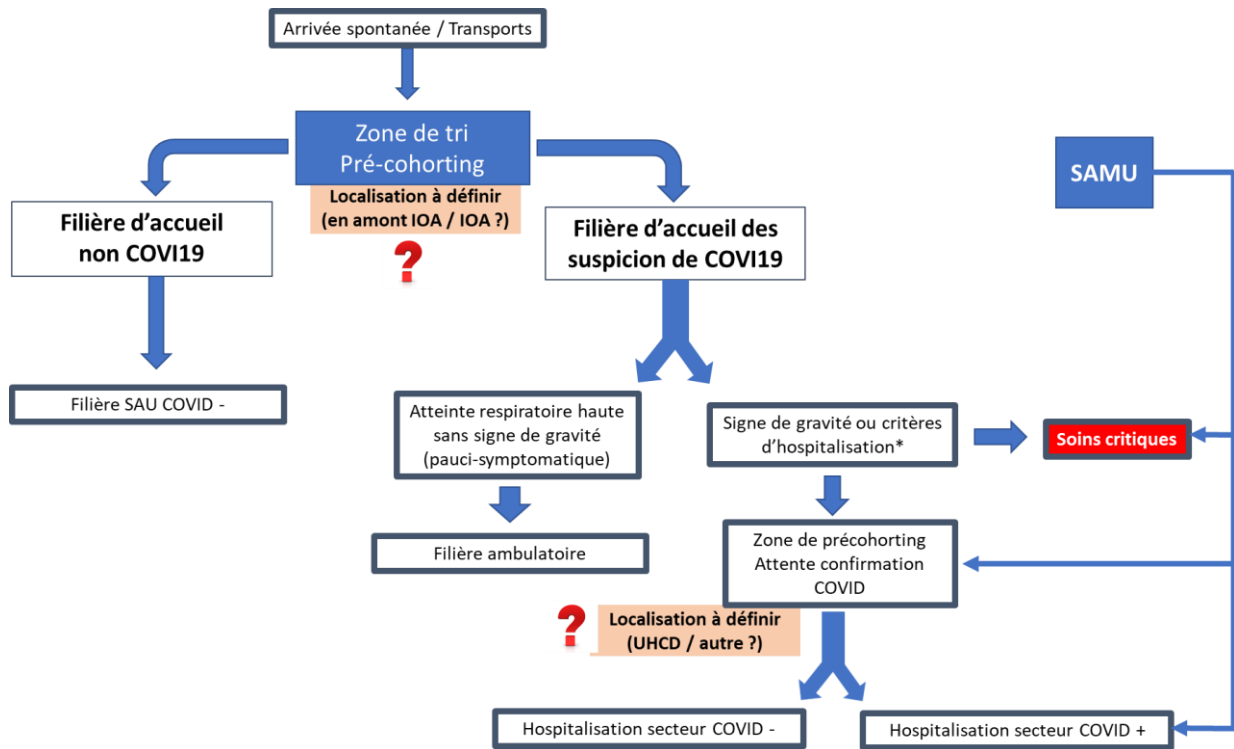 Arrivée spontanée / Transports
Zone de tri
Pré-cohorting
SAMU
Localisation à définir
(en amont IOA / IOA ?)
?
Filière d'accueil
non COVI19
Filière d'accueil des
suspicion de COVI19
Filière SAU COVID -
Atteinte respiratoire haute
sans signe de gravité
(pauci-symptomatique)
Signe de gravité ou critères
d'hospitalisation*
Soins critiques
Filière ambulatoire
Zone de précohorting
Attente confirmation
COVID
?
Localisation à définir
(UHCD / autre ?)
Hospitalisation secteur COVID -
Hospitalisation secteur COVID +